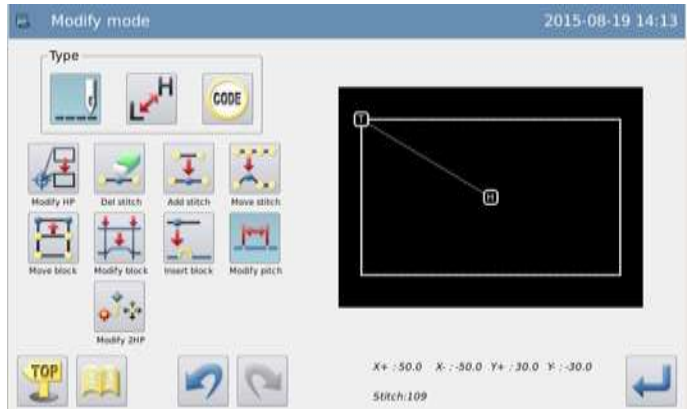 Modify mode 2015-08-19 14:13
Type
L H CODE
Modify HP Del stitch Add stitch Move stitch
Move block Modify block Insert block Modify pitch
Modify 2HP
T
H
X+ : 50.0 X- : -50.0 Y+ : 30.0 Y- : -30.0
TOP
Stitch:109